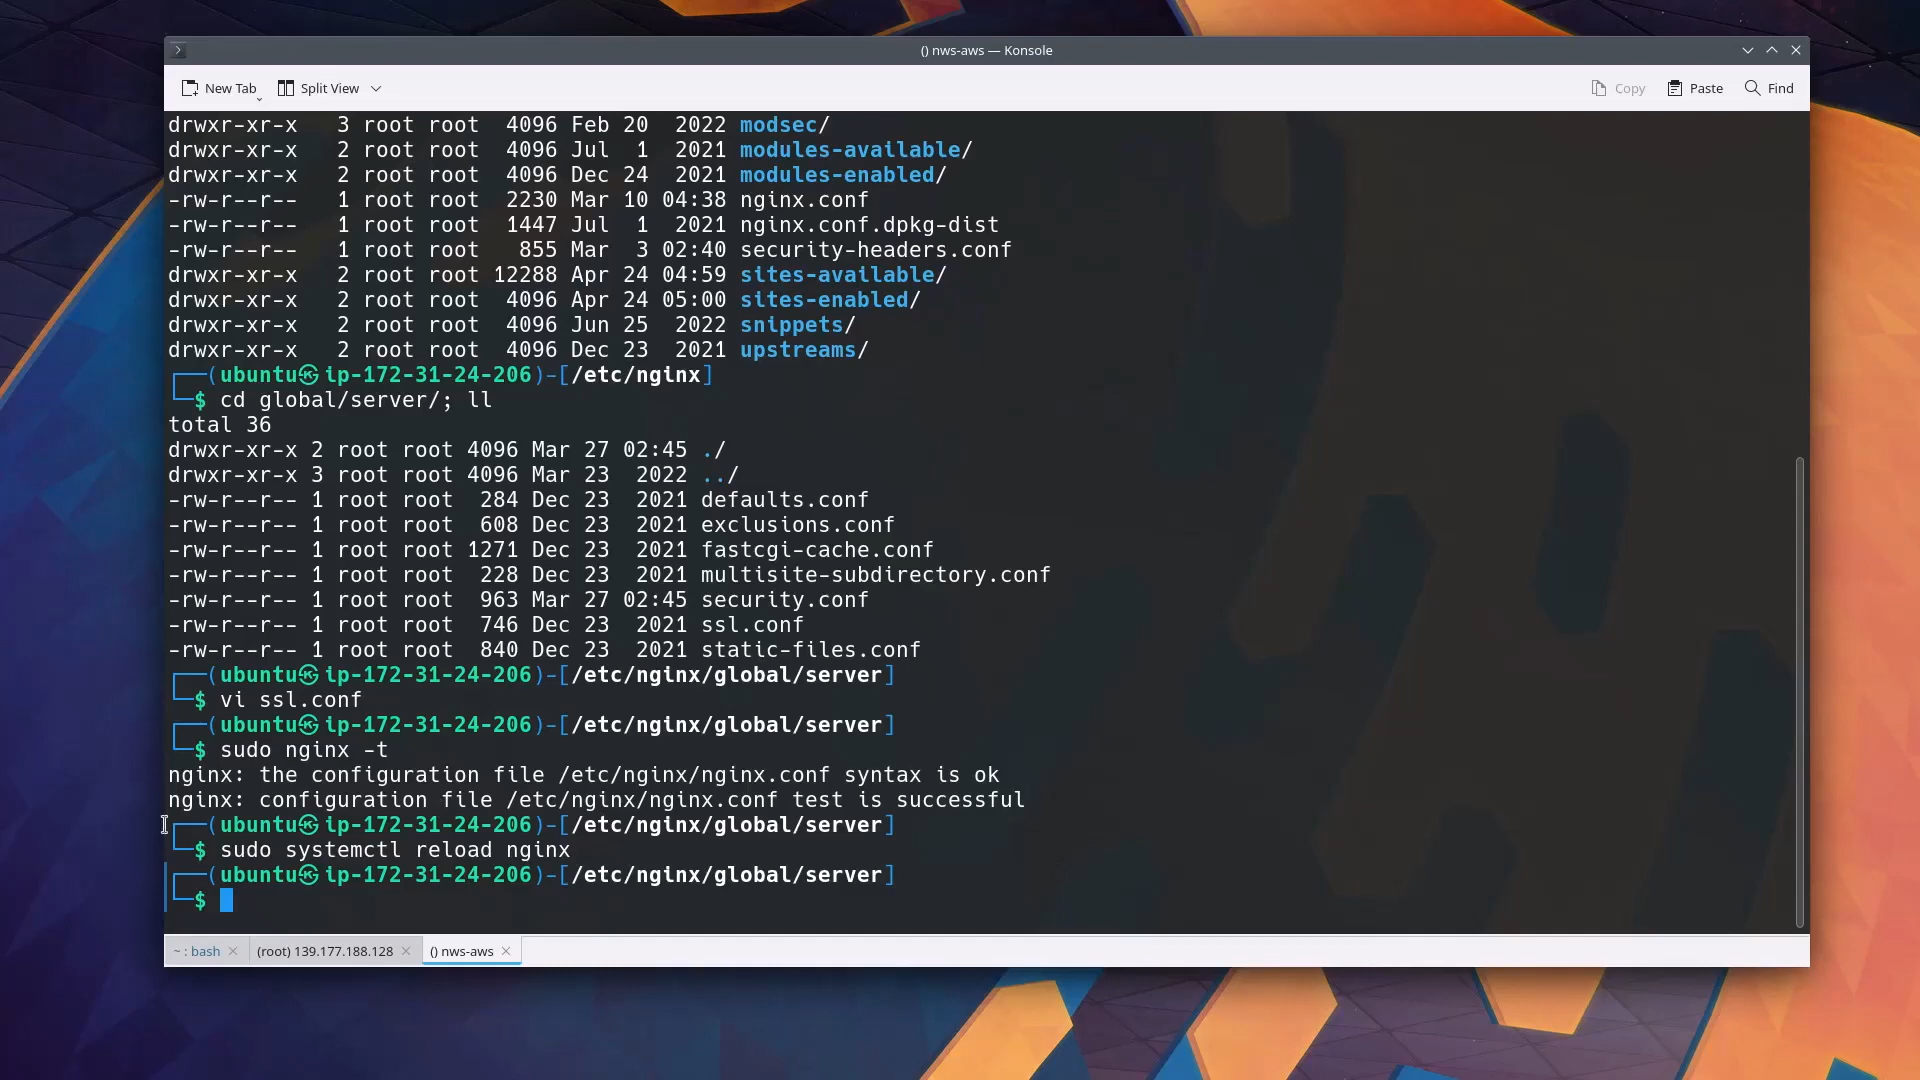 () nws-aws — Konsole
New Tab Split View Copy Paste Find
drwxr-xr-x   3 root root  4096 Feb 20  2022 modsec/
drwxr-xr-x   2 root root  4096 Jul  1  2021 modules-available/
drwxr-xr-x   2 root root  4096 Dec 24  2021 modules-enabled/
-rw-r--r--   1 root root  2230 Mar 10 04:38 nginx.conf
-rw-r--r--   1 root root  1447 Jul  1  2021 nginx.conf.dpkg-dist
-rw-r--r--   1 root root   855 Mar  3 02:40 security-headers.conf
drwxr-xr-x   2 root root 12288 Apr 24 04:59 sites-available/
drwxr-xr-x   2 root root  4096 Apr 24 05:00 sites-enabled/
drwxr-xr-x   2 root root  4096 Jun 25  2022 snippets/
drwxr-xr-x   2 root root  4096 Dec 23  2021 upstreams/
┌──(ubuntu㉿ip-172-31-24-206)-[/etc/nginx]
└─$ cd global/server/; ll
total 36
drwxr-xr-x 2 root root 4096 Mar 27 02:45 ./
drwxr-xr-x 3 root root 4096 Mar 23  2022 ../
-rw-r--r-- 1 root root  284 Dec 23  2021 defaults.conf
-rw-r--r-- 1 root root  608 Dec 23  2021 exclusions.conf
-rw-r--r-- 1 root root 1271 Dec 23  2021 fastcgi-cache.conf
-rw-r--r-- 1 root root  228 Dec 23  2021 multisite-subdirectory.conf
-rw-r--r-- 1 root root  963 Mar 27 02:45 security.conf
-rw-r--r-- 1 root root  746 Dec 23  2021 ssl.conf
-rw-r--r-- 1 root root  840 Dec 23  2021 static-files.conf
┌──(ubuntu㉿ip-172-31-24-206)-[/etc/nginx/global/server]
└─$ vi ssl.conf
┌──(ubuntu㉿ip-172-31-24-206)-[/etc/nginx/global/server]
└─$ sudo nginx -t
nginx: the configuration file /etc/nginx/nginx.conf syntax is ok
nginx: configuration file /etc/nginx/nginx.conf test is successful
┌──(ubuntu㉿ip-172-31-24-206)-[/etc/nginx/global/server]
└─$ sudo systemctl reload nginx
┌──(ubuntu㉿ip-172-31-24-206)-[/etc/nginx/global/server]
└─$
~ : bash (root) 139.177.188.128 () nws-aws